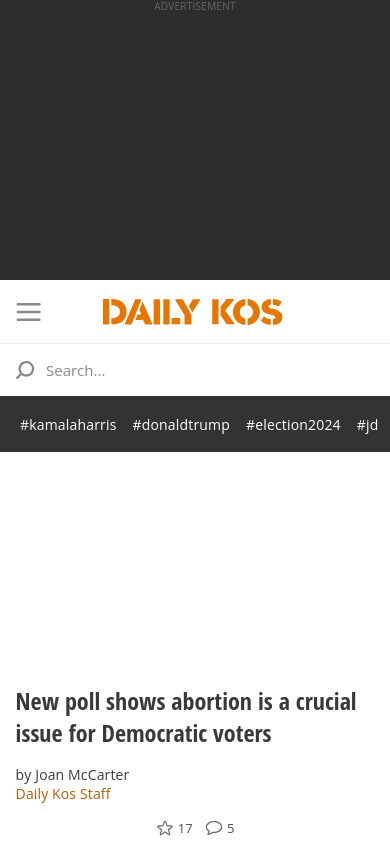 ADVERTISEMENT
DAILY KOS
Search...
#kamalaharris #donaldtrump #election2024 #jd
New poll shows abortion is a crucial
issue for Democratic voters
by Joan McCarter
Daily Kos Staff
17 5